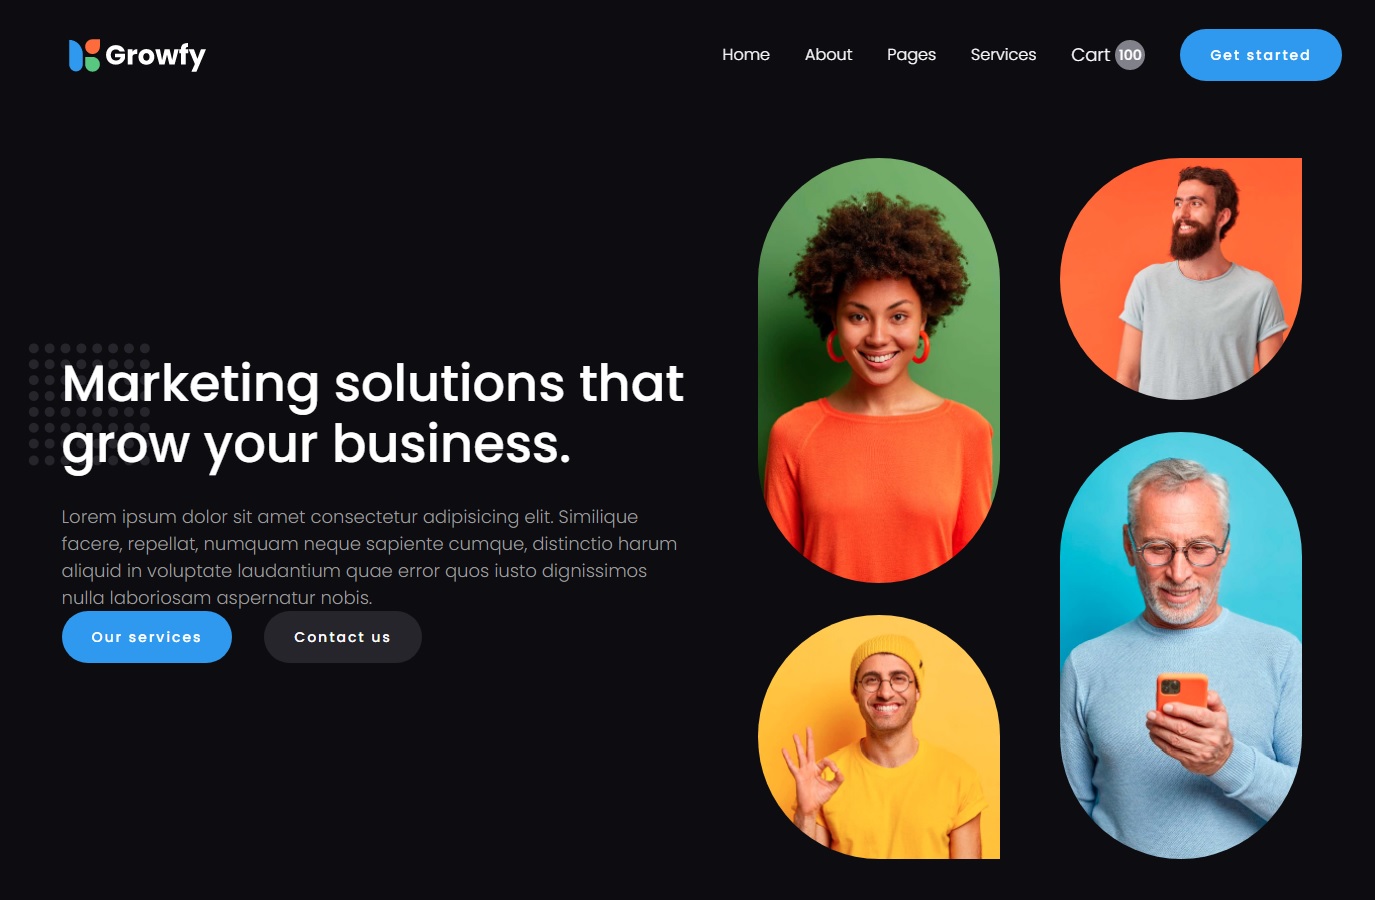 Growfy
Home About Pages Services Cart 100 Get started
Marketing solutions that
grow your business.
Lorem ipsum dolor sit amet consectetur adipisicing elit. Similique
facere, repellat, numquam neque sapiente cumque, distinctio harum
aliquid in voluptate laudantium quae error quos iusto dignissimos
nulla laboriosam aspernatur nobis.
Our services Contact us